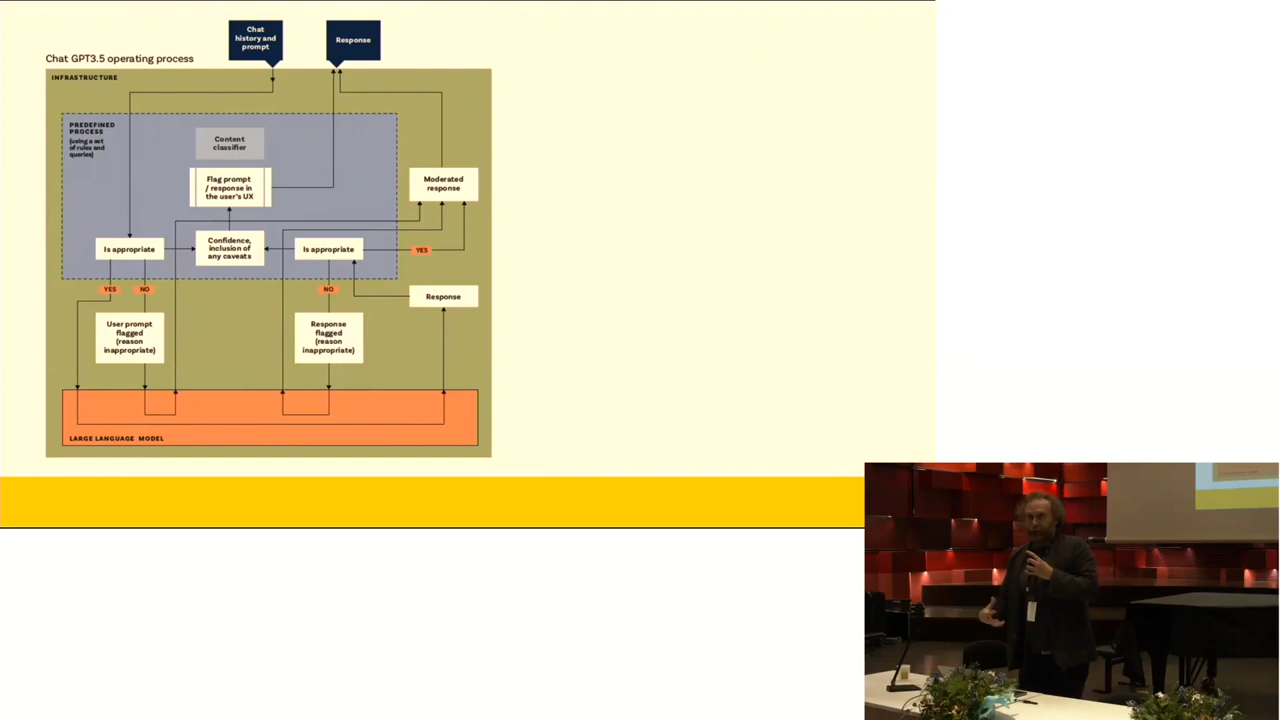 Chat
history and
prompt
Response
Chat GPT3.5 operating process
INFRASTRUCTURE
PREDEFINED
PROCESS
(using a set
of rules and
queries)
Content
classifier
Flag prompt
/ response in
the user's UX
Moderated
response
Is appropriate
Confidence,
inclusion of
any caveats
Is appropriate
YES
YES
NO
NO
Response
User prompt
flagged
(reason
inappropriate)
Response
flagged
(reason
inappropriate)
LARGE LANGUAGE MODEL